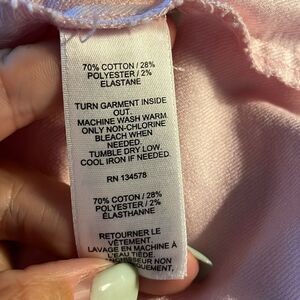 70% COTTON / 28%
POLYESTER / 2%
ELASTANE
TURN GARMENT INSIDE
OUT.
MACHINE WASH WARM.
ONLY NON-CHLORINE
BLEACH WHEN
NEEDED.
TUMBLE DRY LOW.
COOL IRON IF NEEDED.
RN 134578
70% COTTON / 28%
POLYESTER / 2%
ÉLASTHANNE
RETOURNER LE
VÊTEMENT.
LAVAGE EN MACHINE À
L'EAU TIÈDE.
NON